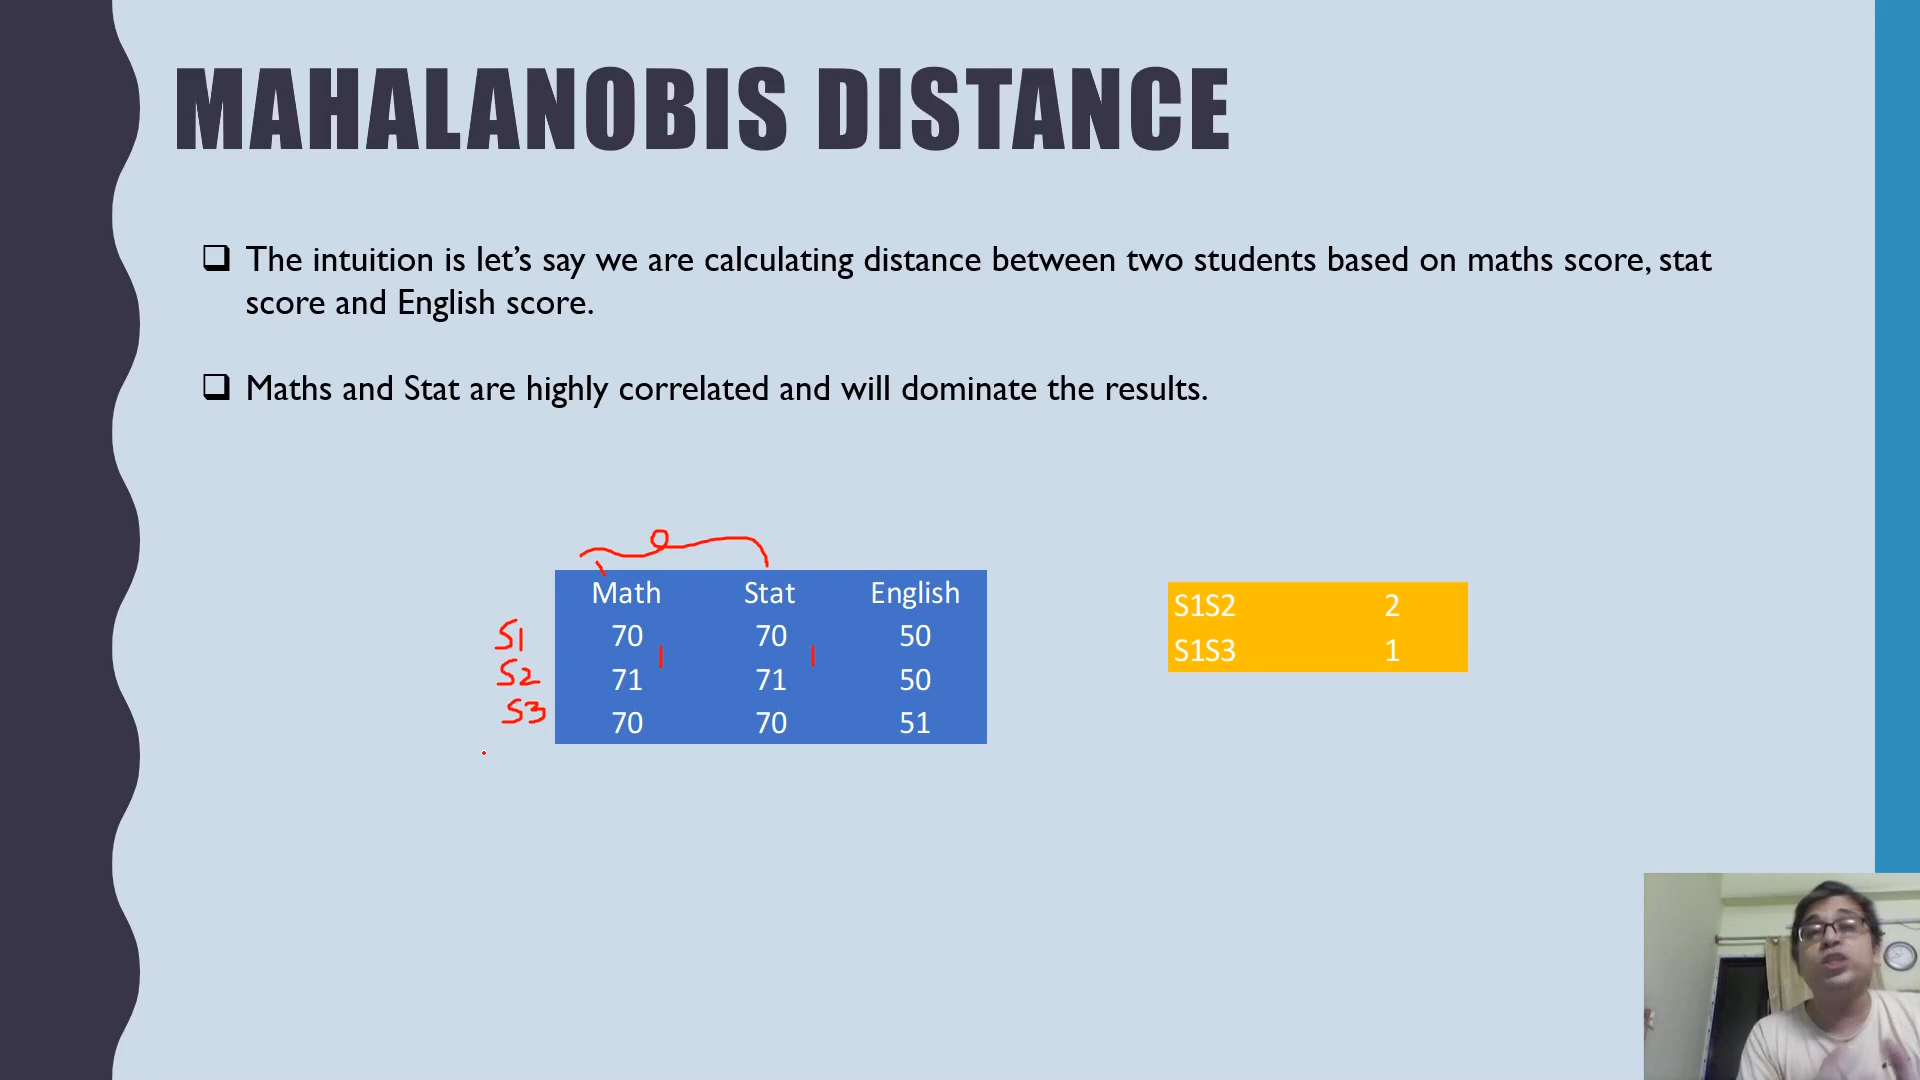 MAHALANOBIS DISTANCE
The intuition is let’s say we are calculating distance between two students based on maths score, stat
score and English score.
Maths and Stat are highly correlated and will dominate the results.
Math Stat English
S1 70 70 50
S2 71 71 50
S3 70 70 51
S1S2 2
S1S3 1